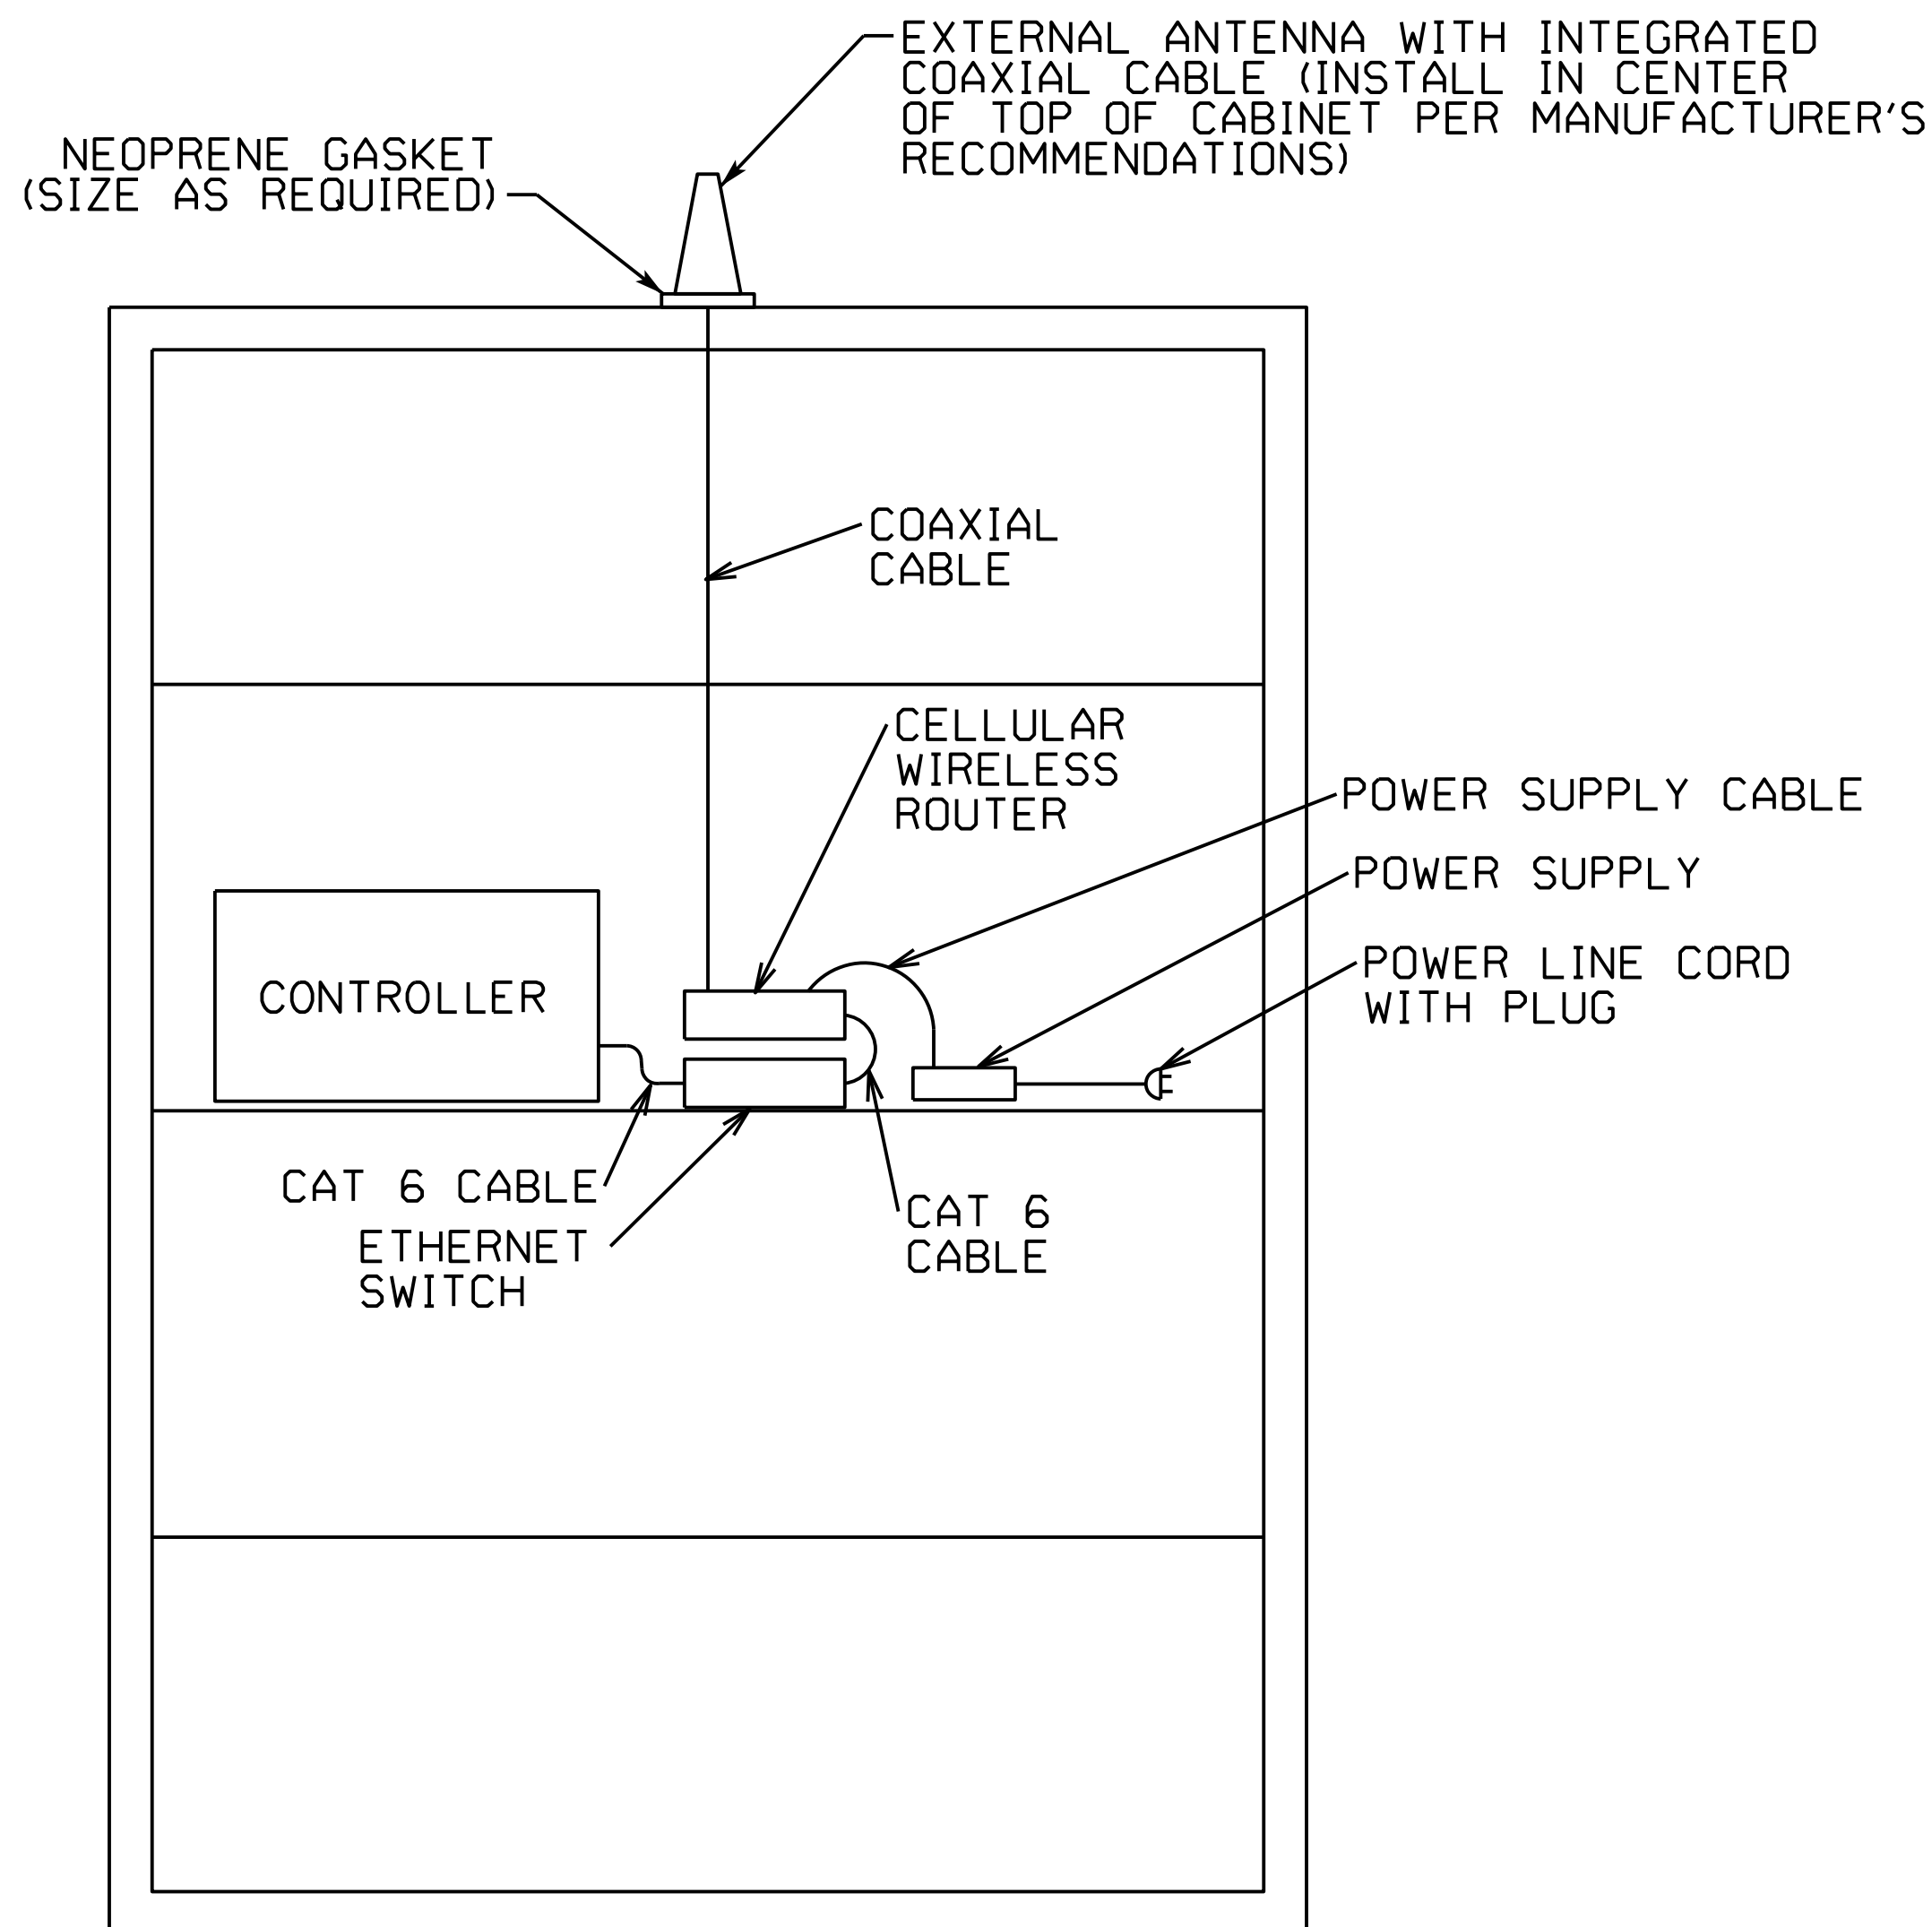 EXTERNAL ANTENNA WITH INTEGRATED
COAXIAL CABLE (INSTALL IN CENTER
OF TOP OF CABINET PER MANUFACTURER'S
RECOMMENDATIONS)
NEOPRENE GASKET
(SIZE AS REQUIRED)
COAXIAL
CABLE
CELLULAR
WIRELESS
ROUTER
POWER SUPPLY CABLE
POWER SUPPLY
POWER LINE CORD
WITH PLUG
CONTROLLER
CAT 6 CABLE
ETHERNET
SWITCH
CAT 6
CABLE